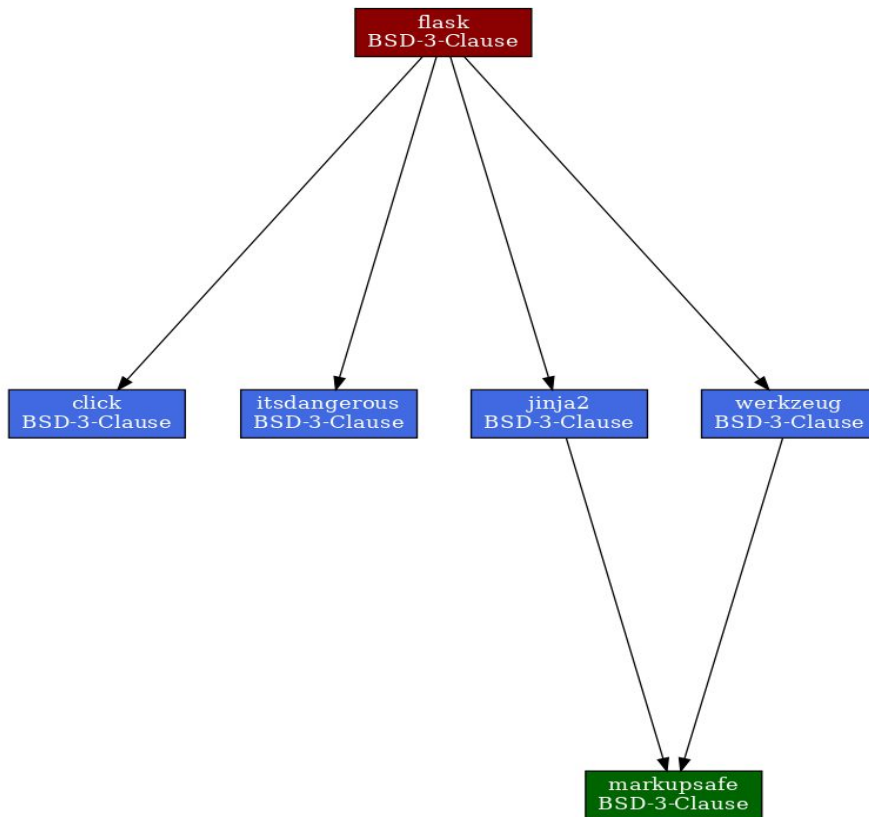 flask
BSD-3-Clause
click
BSD-3-Clause
itsdangerous
BSD-3-Clause
jinja2
BSD-3-Clause
werkzeug
BSD-3-Clause
markupsafe
BSD-3-Clause